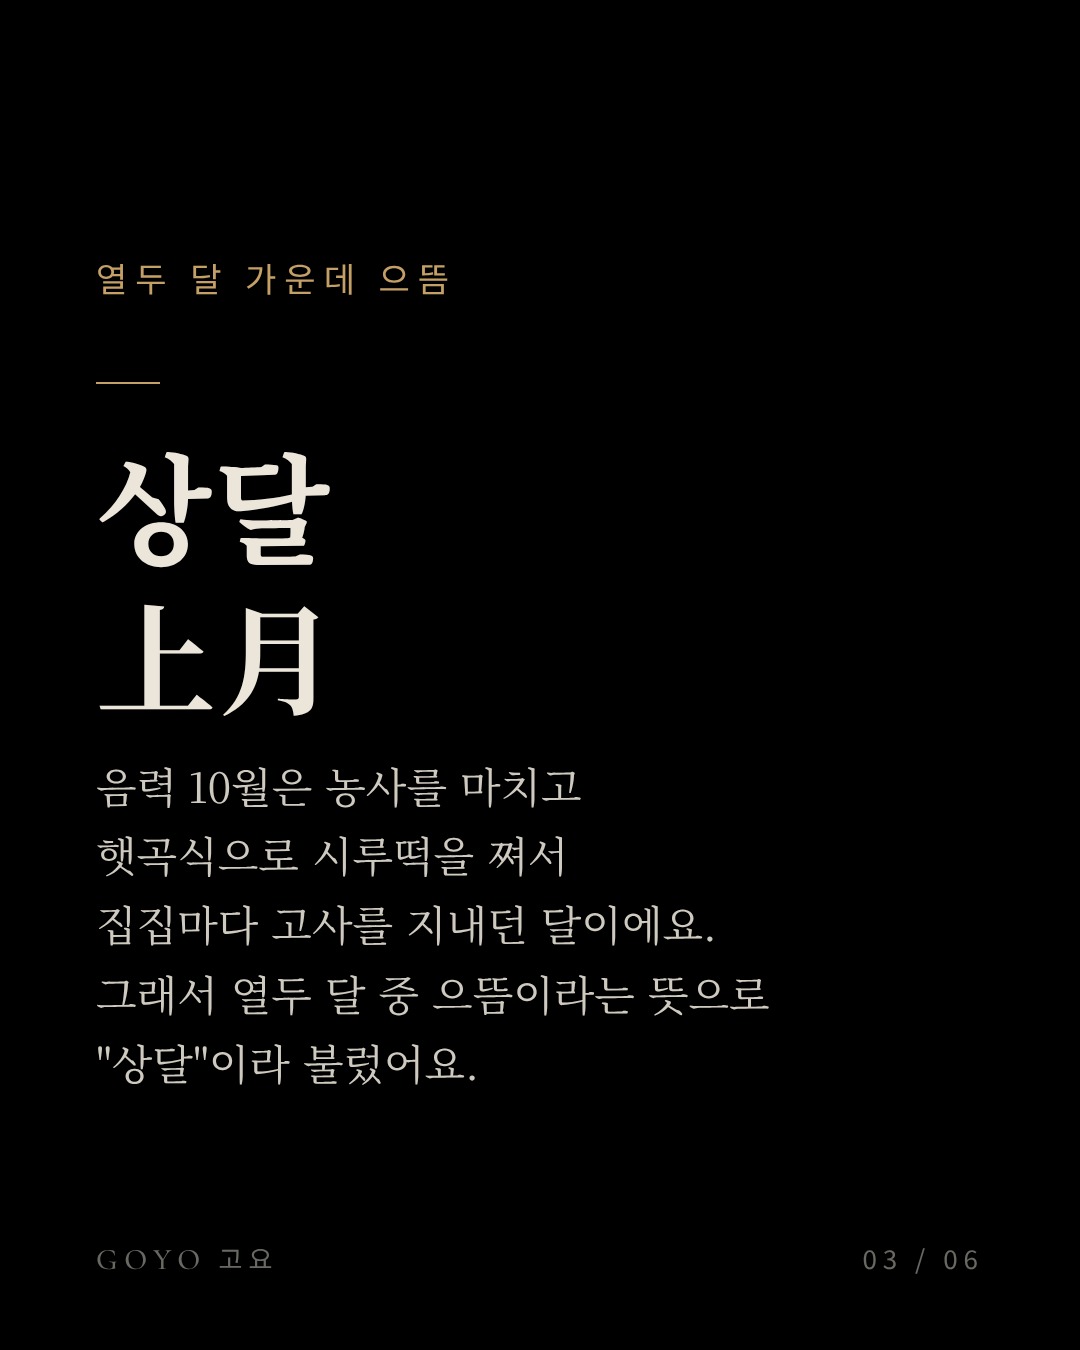 열두 달 가운데 으뜸
상달
上月
음력 10월은 농사를 마치고
햇곡식으로 시루떡을 쪄서
집집마다 고사를 지내던 달이에요.
그래서 열두 달 중 으뜸이라는 뜻으로
"상달"이라 불렀어요.
GOYO 고요
03 / 06